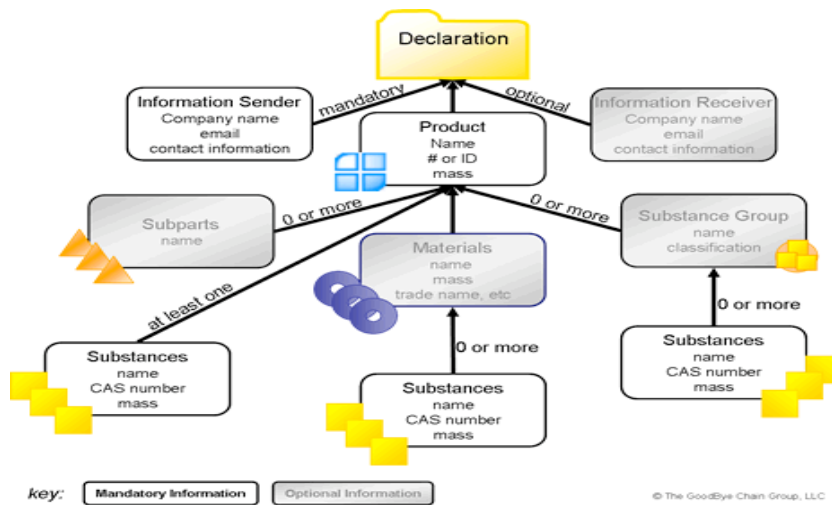 Declaration
mandatory
optional
Information Sender
Company name
email
contact information
Information Receiver
Company name
email
contact information
Product
Name
# or ID
mass
Subparts
name
0 or more
0 or more
Substance Group
name
classification
Materials
name
mass
trade name, etc
at least one
0 or more
0 or more
Substances
name
CAS number
mass
Substances
name
CAS number
mass
Substances
name
CAS number
mass
key:
Mandatory Information
Optional Information
© The GoodBye Chain Group, LLC